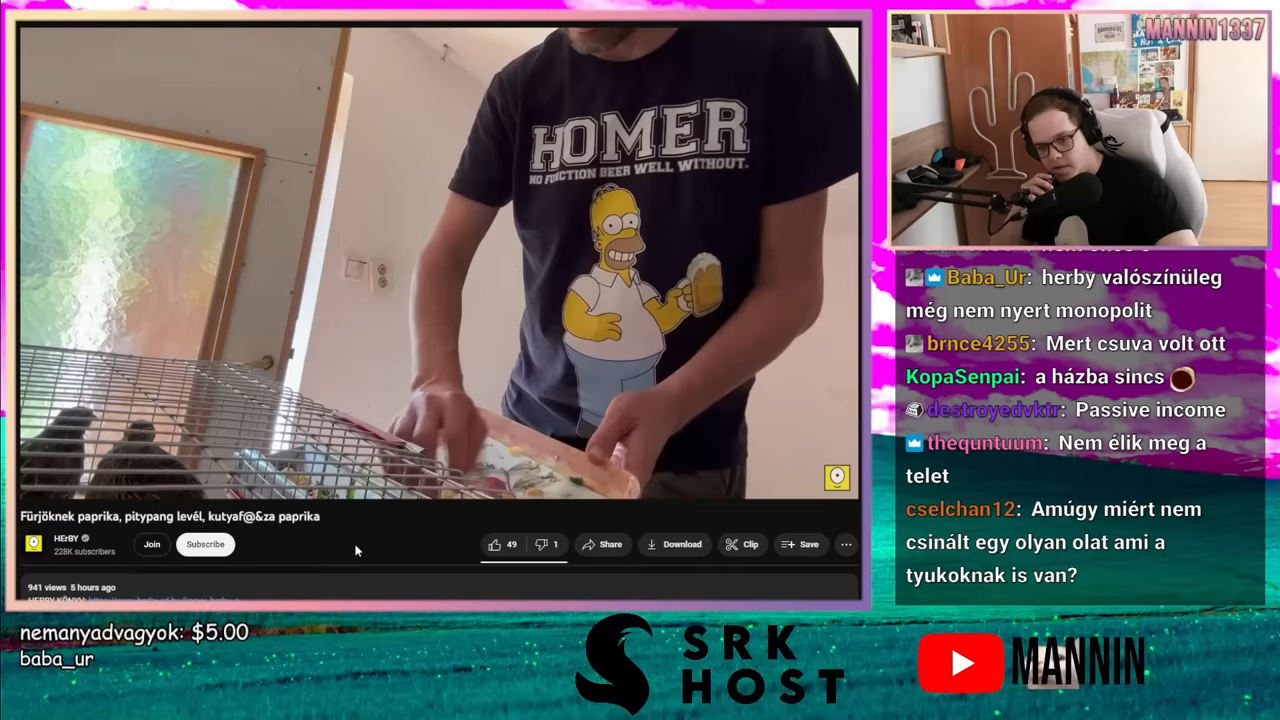 HOMER
NO FUNCTION BEER WELL WITHOUT.
Fürjöknek paprika, pitypang levél, kutyaf@&za paprika
HErBY
228K subscribers
Join
Subscribe
49
1
Share
Download
Clip
Save
941 views 5 hours ago
MANNIN1337
Baba_Ur: herby valószínüleg
még nem nyert monopolit
brnce4255: Mert csuva volt ott
KopaSenpai: a házba sincs
destroyedvktr: Passive income
thequntuum: Nem élik meg a
telet
cselchan12: Amúgy miért nem
csinált egy olyan olat ami a
tyukoknak is van?
nemanyadvagyok: $5.00
baba_ur
SRK
HOST
MANNIN